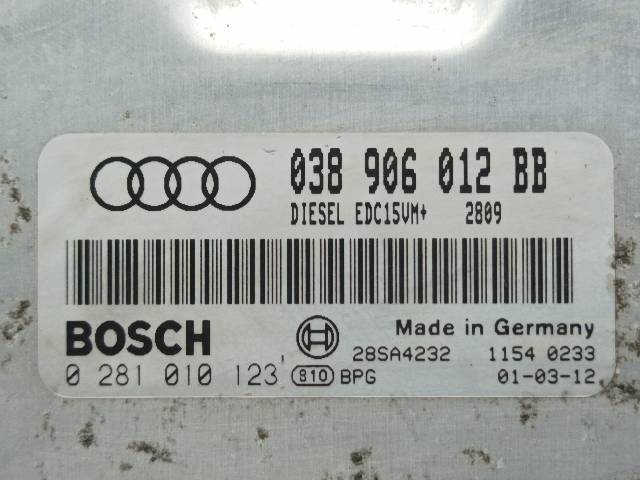 038 906 012 BB
DIESEL EDC15VM+ 2809
BOSCH
Made in Germany
28SA4232 1154 0233
0 281 010 123' 810 BPG 01-03-12